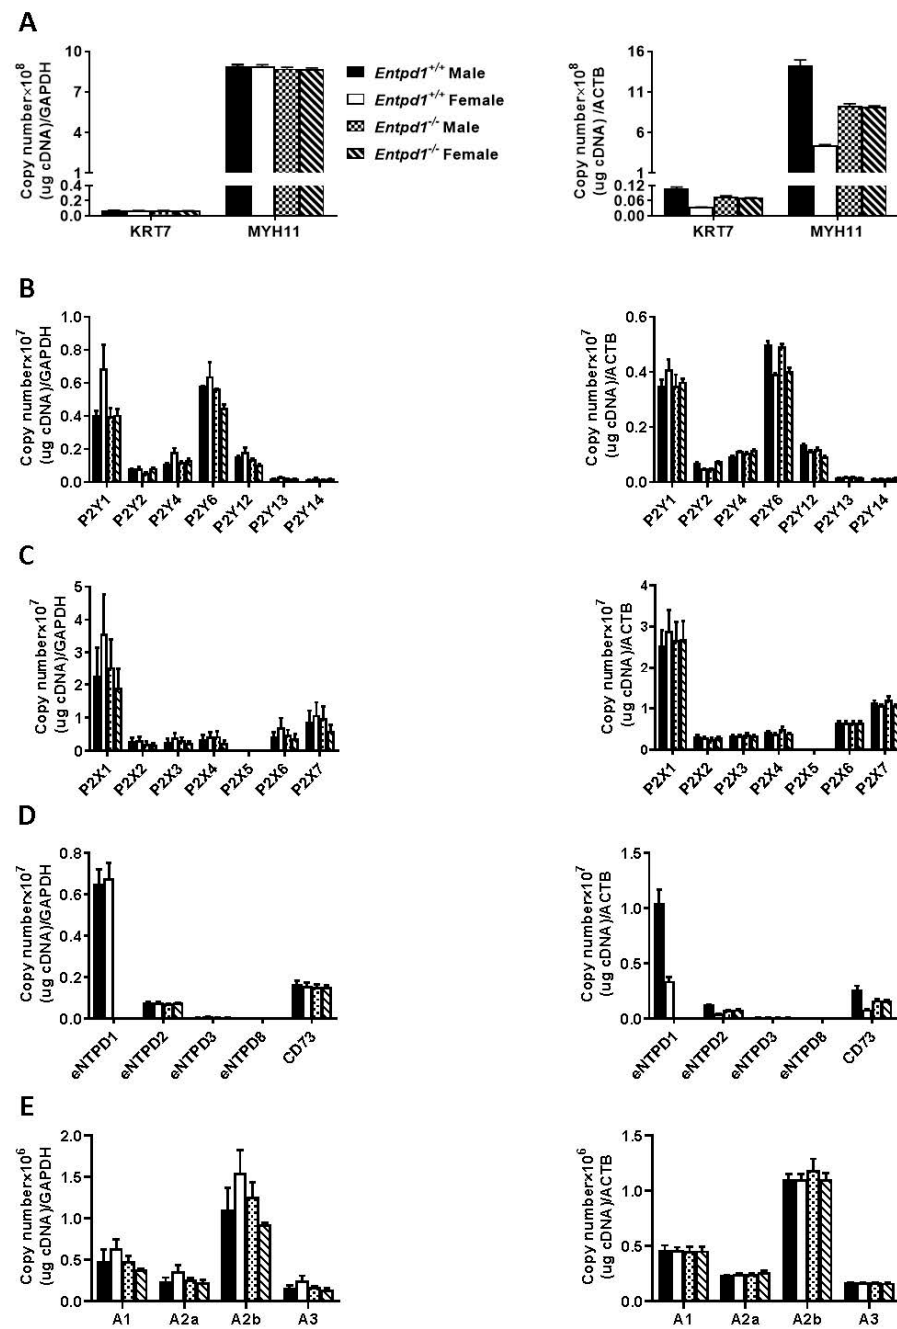 A
Copy number×10⁸
(ug cDNA)/GAPDH
10
7
4
1
0.4
0.2
0.0
KRT7 MYH11
Entpd1⁺/⁺ Male
Entpd1⁺/⁺ Female
Entpd1⁻/⁻ Male
Entpd1⁻/⁻ Female
Copy number×10⁸
(ug cDNA) /ACTB
16
11
6
1
0.12
0.06
0.00
KRT7 MYH11
B
Copy number×10⁷
(ug cDNA)/GAPDH
1.0
0.8
0.6
0.4
0.2
0.0
P2Y1 P2Y2 P2Y4 P2Y6 P2Y12 P2Y13 P2Y14
Copy number×10⁷
(ug cDNA)/ACTB
0.6
0.4
0.2
0.0
P2Y1 P2Y2 P2Y4 P2Y6 P2Y12 P2Y13 P2Y14
C
Copy number×10⁷
(ug cDNA)/GAPDH
5
4
3
2
1
0
P2X1 P2X2 P2X3 P2X4 P2X5 P2X6 P2X7
Copy number×10⁷
(ug cDNA)/ACTB
4
3
2
1
0
P2X1 P2X2 P2X3 P2X4 P2X5 P2X6 P2X7
D
Copy number×10⁷
(ug cDNA)/GAPDH
0.8
0.6
0.4
0.2
0.0
eNTPD1 eNTPD2 eNTPD3 eNTPD8 CD73
Copy number×10⁷
(ug cDNA)/ACTB
1.5
1.0
0.5
0.0
eNTPD1 eNTPD2 eNTPD3 eNTPD8 CD73
E
Copy number×10⁶
(ug cDNA)/GAPDH
2.0
1.5
1.0
0.5
0.0
A1 A2a A2b A3
Copy number×10⁶
(ug cDNA)/ACTB
1.5
1.0
0.5
0.0
A1 A2a A2b A3